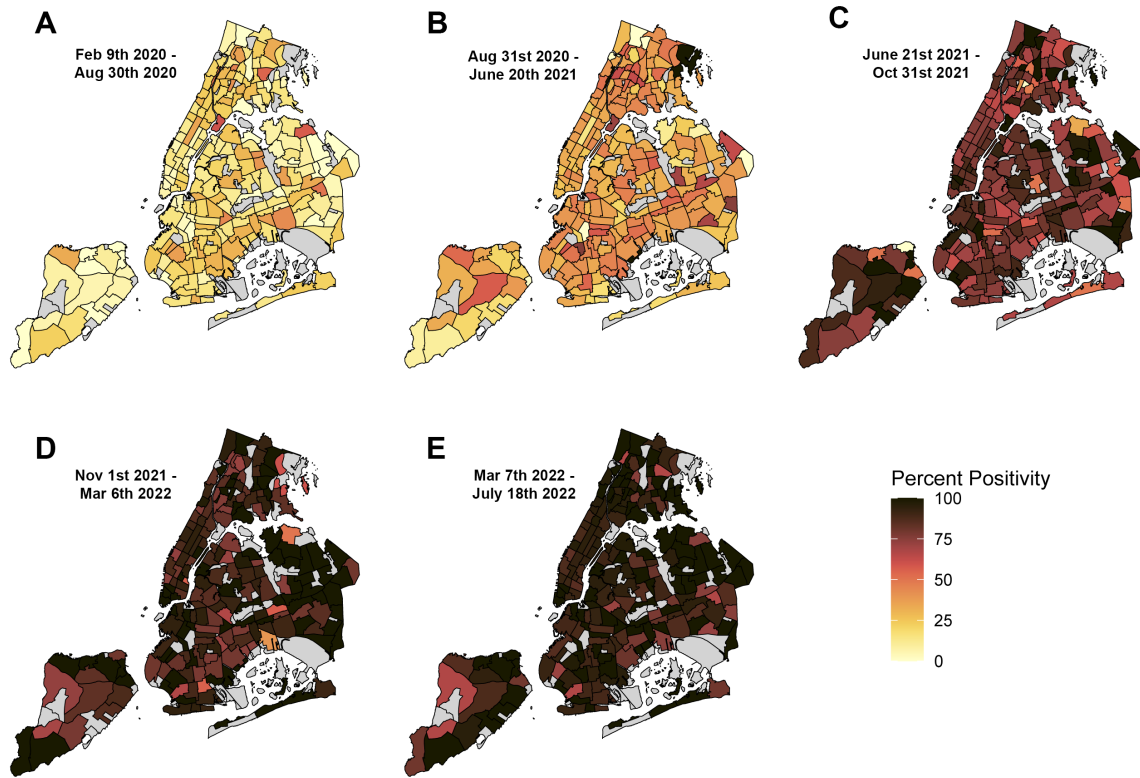 A
Feb 9th 2020 -
Aug 30th 2020
B
Aug 31st 2020 -
June 20th 2021
C
June 21st 2021 -
Oct 31st 2021
D
Nov 1st 2021 -
Mar 6th 2022
E
Mar 7th 2022 -
July 18th 2022
Percent Positivity
100
75
50
25
0